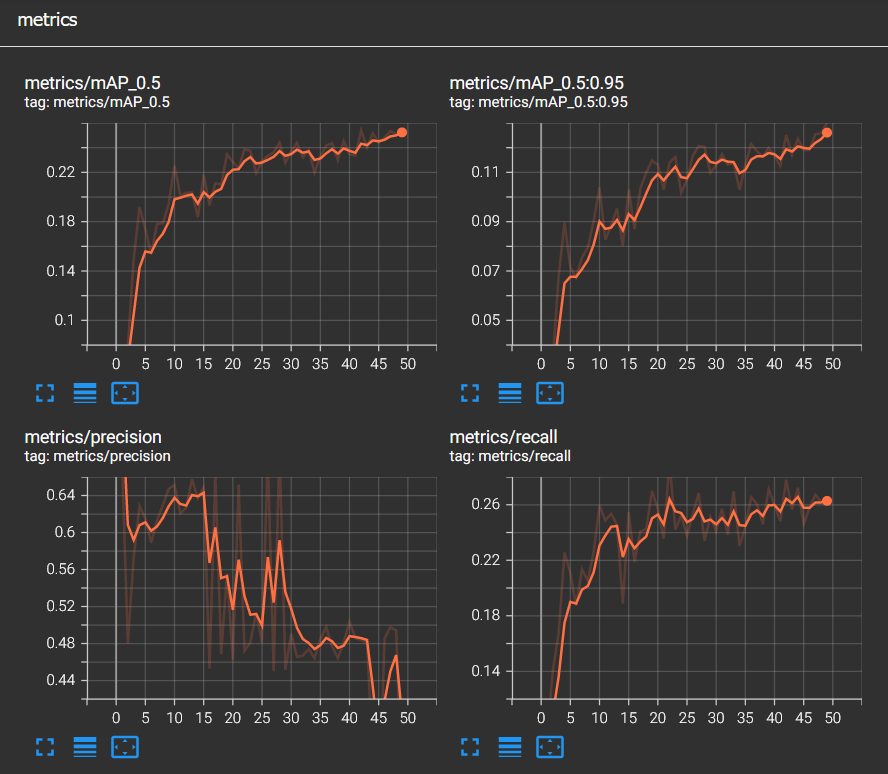 metrics
metrics/mAP_0.5
tag: metrics/mAP_0.5
0.22
0.18
0.14
0.1
0 5 10 15 20 25 30 35 40 45 50
metrics/mAP_0.5:0.95
tag: metrics/mAP_0.5:0.95
0.11
0.09
0.07
0.05
0 5 10 15 20 25 30 35 40 45 50
metrics/precision
tag: metrics/precision
0.64
0.6
0.56
0.52
0.48
0.44
0 5 10 15 20 25 30 35 40 45 50
metrics/recall
tag: metrics/recall
0.26
0.22
0.18
0.14
0 5 10 15 20 25 30 35 40 45 50